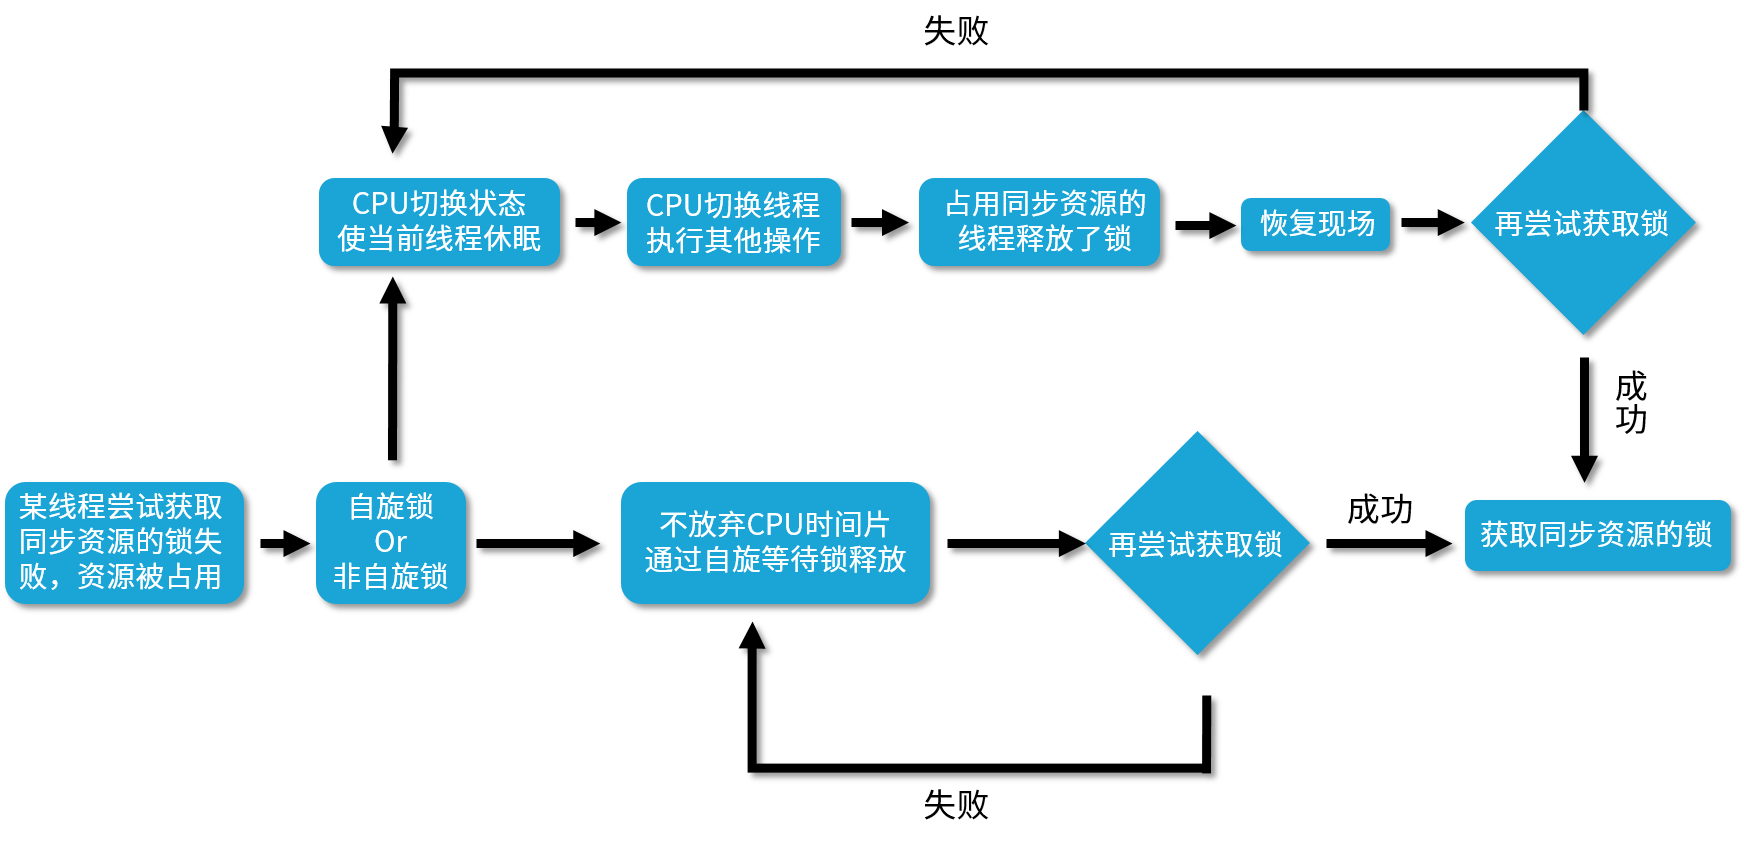 失败
CPU切换状态
使当前线程休眠
CPU切换线程
执行其他操作
占用同步资源的
线程释放了锁
恢复现场
再尝试获取锁
成
功
某线程尝试获取
同步资源的锁失
败，资源被占用
自旋锁
Or
非自旋锁
不放弃CPU时间片
通过自旋等待锁释放
再尝试获取锁
成功
获取同步资源的锁
失败